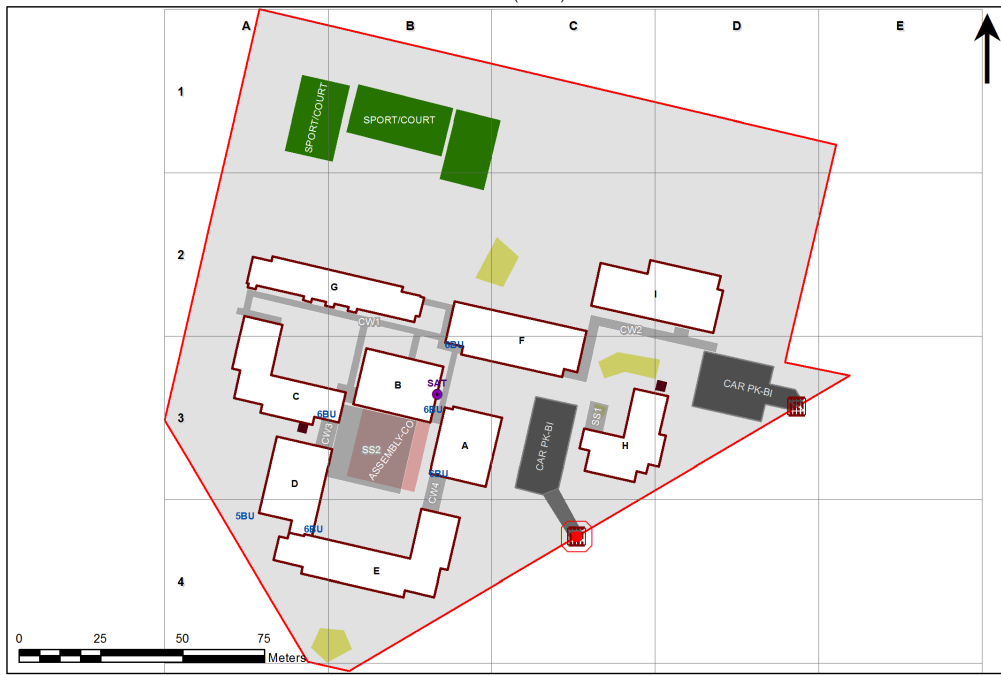 A B C D E
1
SPORT/COURT
SPORT/COURT
2
G
I
CW1
CW2
F
6BU
B
SAT
CAR PK-BI
C
6BU
6BU
3
CW3
SS2
ASSEMBLY-CO
A
CAR PK-BI
SS1
H
6BU
D
CW4
5BU
6BU
E
4
0 25 50 75
Meters